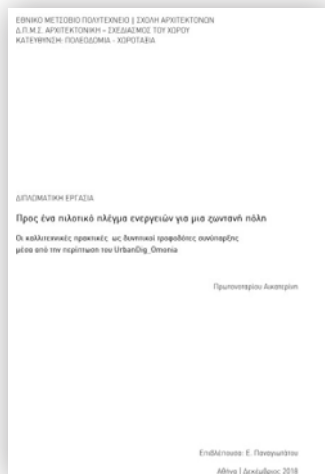 ΕΘΝΙΚΟ ΜΕΤΣΟΒΙΟ ΠΟΛΥΤΕΧΝΕΙΟ | ΣΧΟΛΗ ΑΡΧΙΤΕΚΤΟΝΩΝ
Δ.Π.Μ.Σ. ΑΡΧΙΤΕΚΤΟΝΙΚΗ – ΣΧΕΔΙΑΣΜΟΣ ΤΟΥ ΧΩΡΟΥ
ΚΑΤΕΥΘΥΝΣΗ: ΠΟΛΕΟΔΟΜΙΑ - ΧΩΡΟΤΑΞΙΑ
ΔΙΠΛΩΜΑΤΙΚΗ ΕΡΓΑΣΙΑ
Προς ένα πιλοτικό πλέγμα ενεργειών για μια ζωντανή πόλη
Οι καλλιτεχνικές πρακτικές ως δυνητικοί τροφοδότες συνύπαρξης
μέσα από την περίπτωση του UrbanDig_Omonia
Πρωτονοταρίου Αικατερίνη
Επιβλέπουσα: Ε. Παναγιωτάτου
Αθήνα | Δεκέμβριος 2018